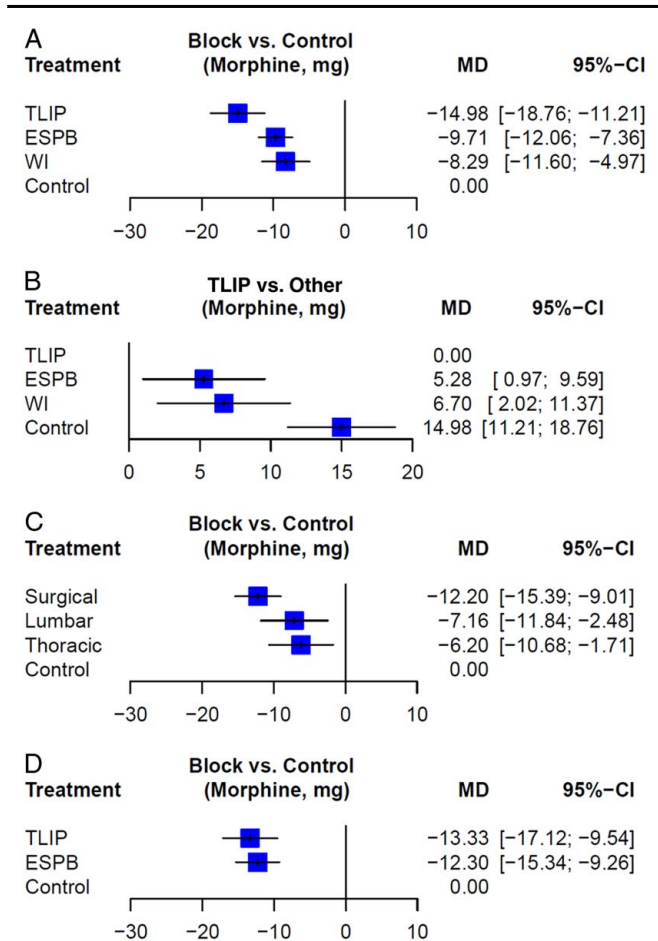 A
Block vs. Control
Treatment (Morphine, mg) MD 95%−CI
TLIP −14.98 [−18.76; −11.21]
ESPB −9.71 [−12.06; −7.36]
WI −8.29 [−11.60; −4.97]
Control 0.00
−30 −20 −10 0 10
B
TLIP vs. Other
Treatment (Morphine, mg) MD 95%−CI
TLIP 0.00
ESPB 5.28 [ 0.97; 9.59]
WI 6.70 [ 2.02; 11.37]
Control 14.98 [11.21; 18.76]
0 5 10 15 20
C
Block vs. Control
Treatment (Morphine, mg) MD 95%−CI
Surgical −12.20 [−15.39; −9.01]
Lumbar −7.16 [−11.84; −2.48]
Thoracic −6.20 [−10.68; −1.71]
Control 0.00
−30 −20 −10 0 10
D
Block vs. Control
Treatment (Morphine, mg) MD 95%−CI
TLIP −13.33 [−17.12; −9.54]
ESPB −12.30 [−15.34; −9.26]
Control 0.00
−30 −20 −10 0 10